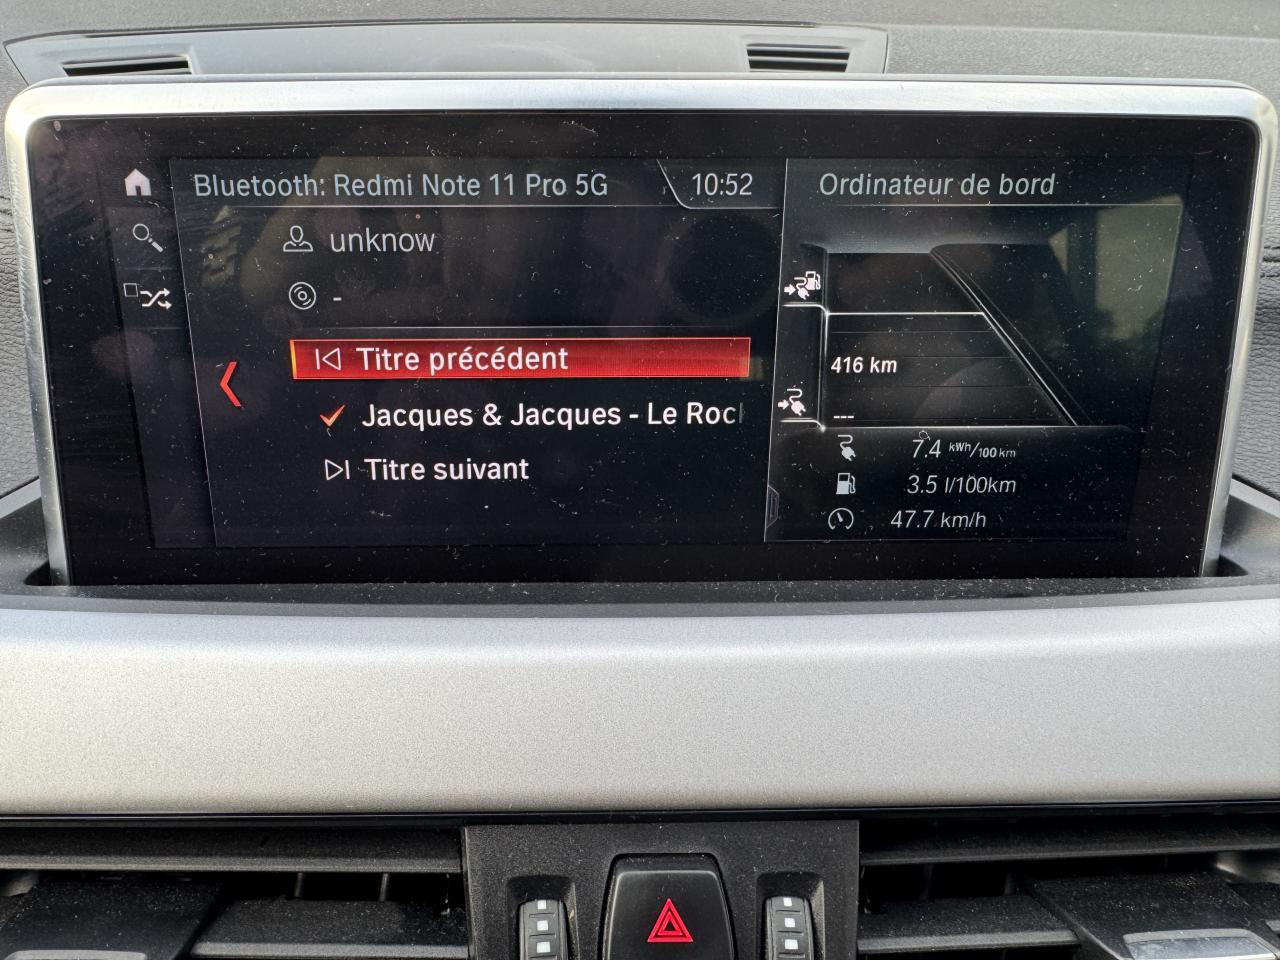 Bluetooth: Redmi Note 11 Pro 5G
10:52
unknow
-
Titre précédent
Jacques & Jacques - Le Roc
Titre suivant
Ordinateur de bord
416 km
---
7.4 kWh/100 km
3.5 l/100km
47.7 km/h